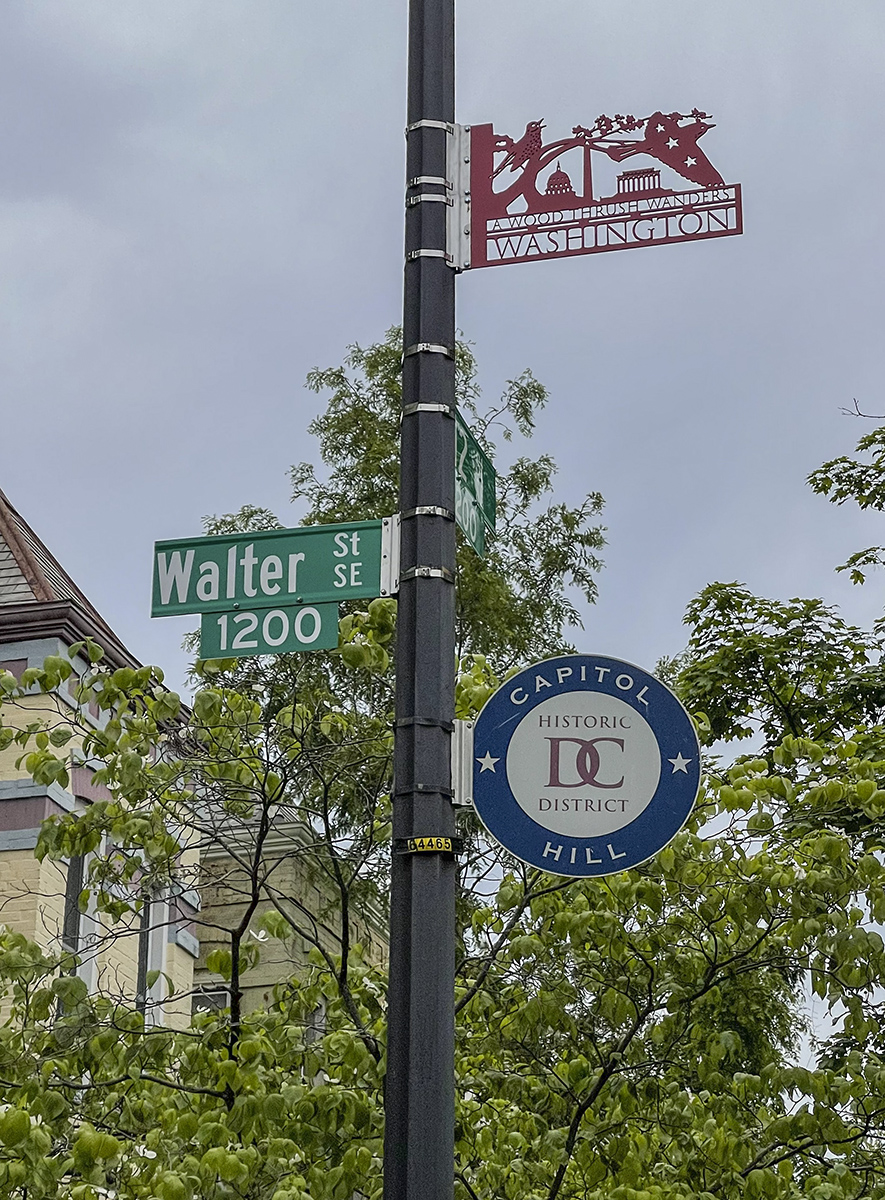 A WOOD THRUSH WANDERS
WASHINGTON
Walter St
SE
1200
CAPITOL
HISTORIC
DC
DISTRICT
HILL
64465